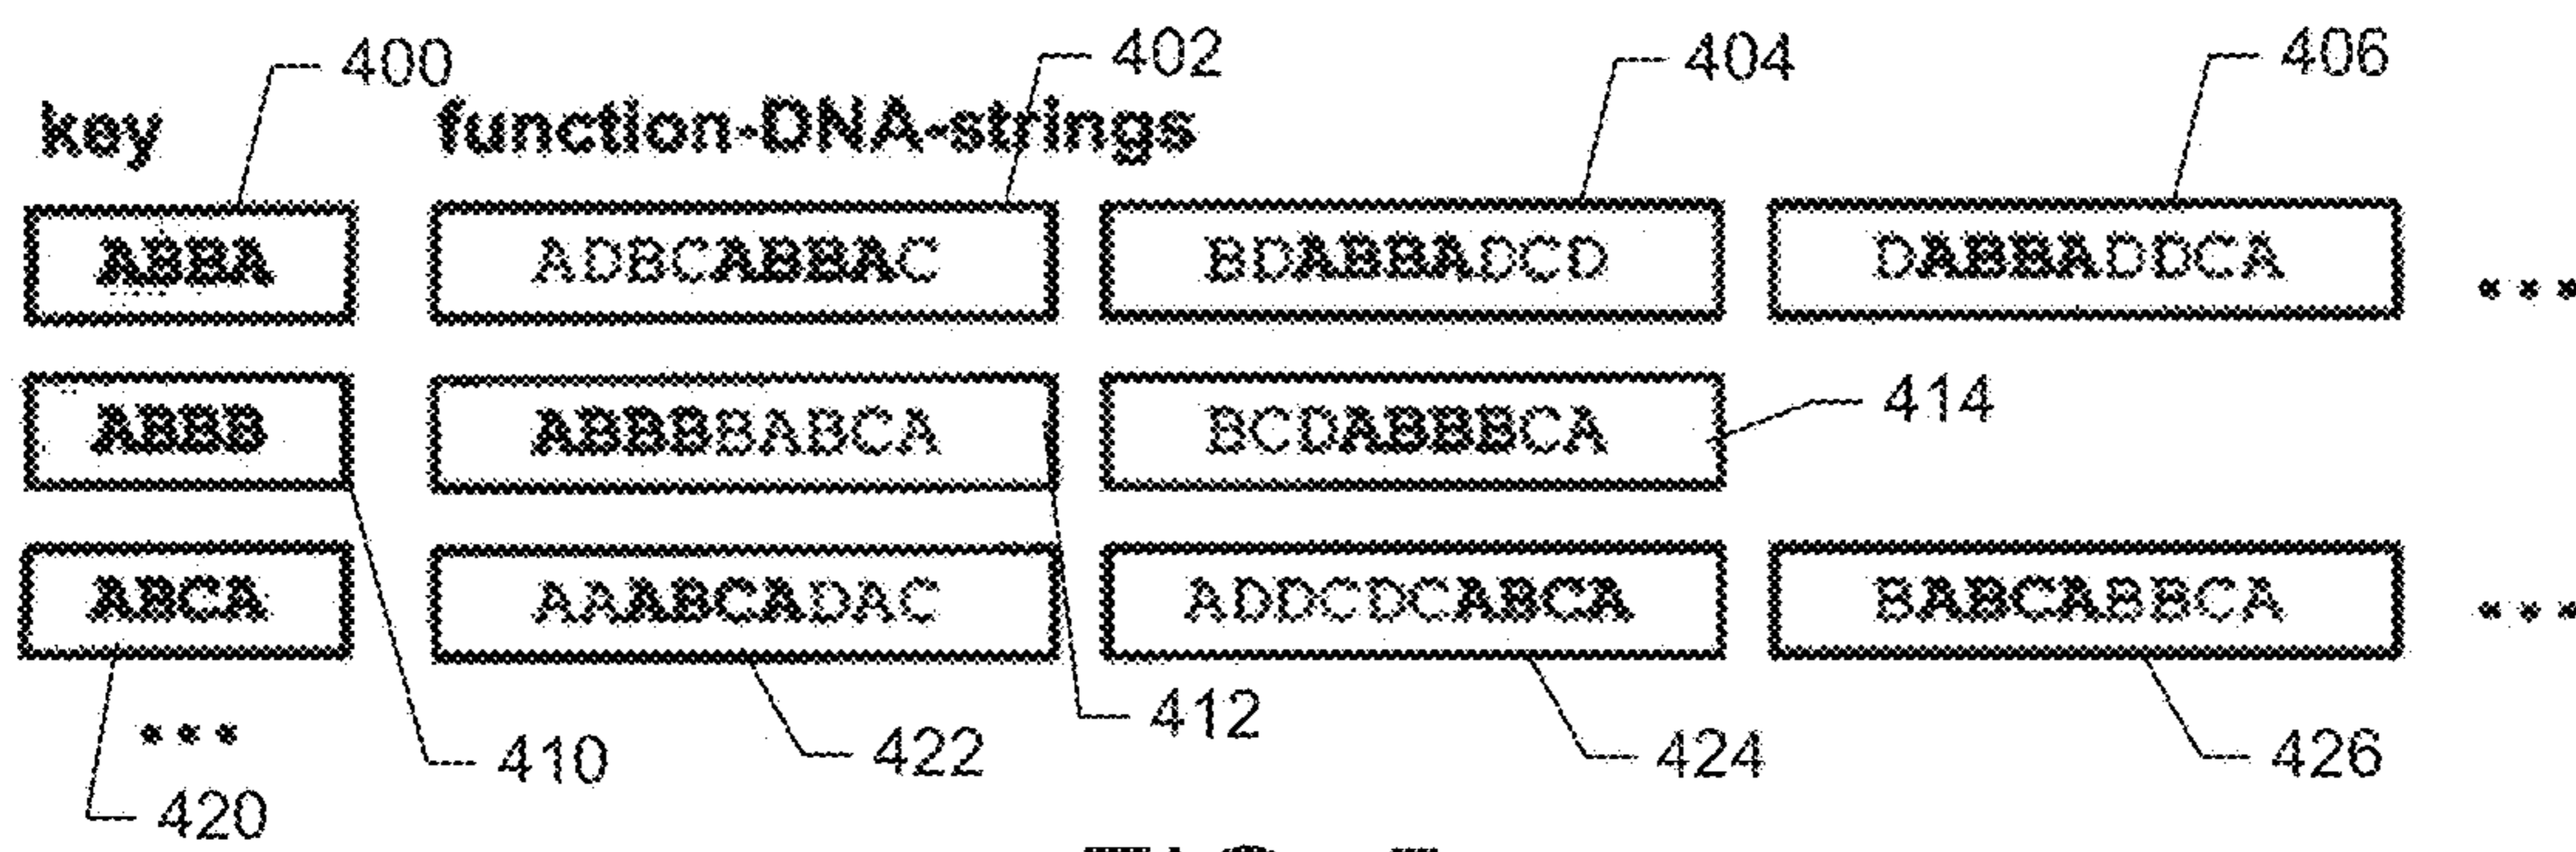 400 402 404 406
key function-DNA-strings
ABBA ADBCABBAC BDABBADCD DABBADDCA ...
ABBB ABBBBABCA BCDABBBCA 414
ABCA AAABCADAC ADDCDCABCA BABCABBCA ...
... 410 422 412 424 426
420